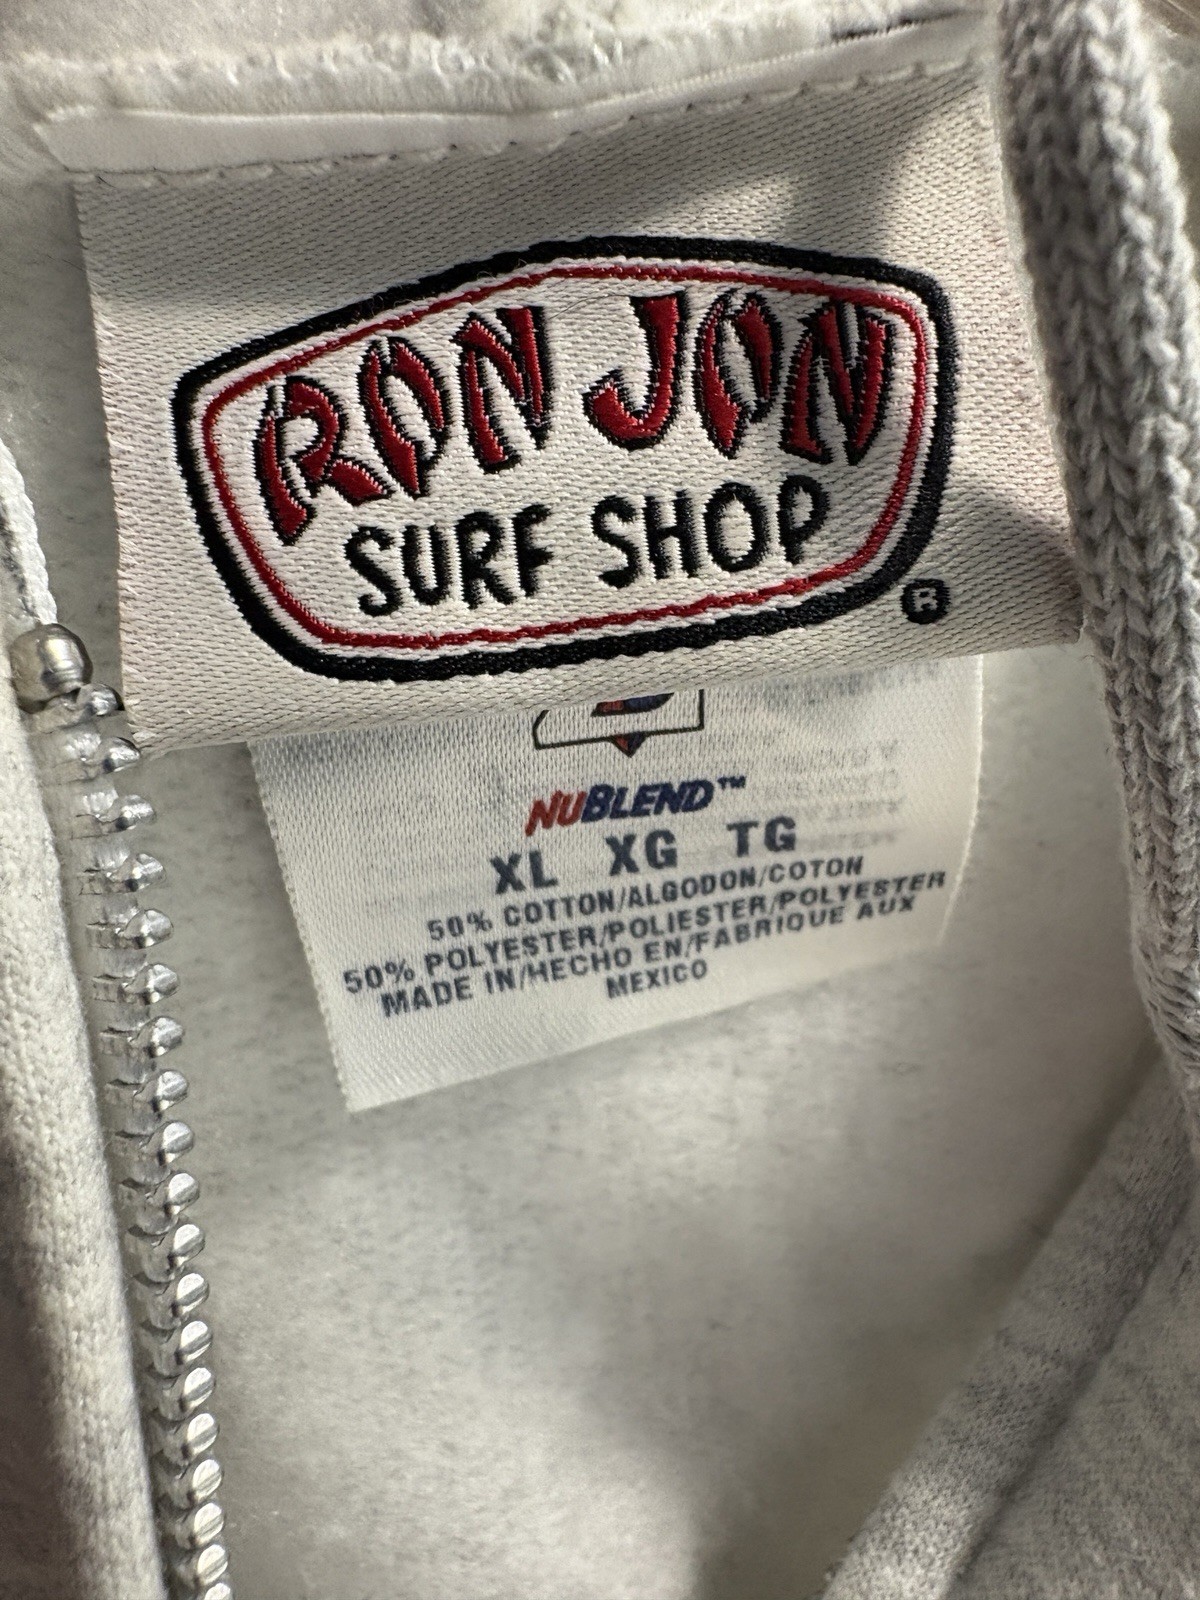 RON JON
SURF SHOP
®
NUBLEND™
XL XG TG
50% COTTON/ALGODON/COTON
50% POLYESTER/POLIESTER/POLYESTER
MADE IN/HECHO EN/FABRIQUE AUX
MEXICO